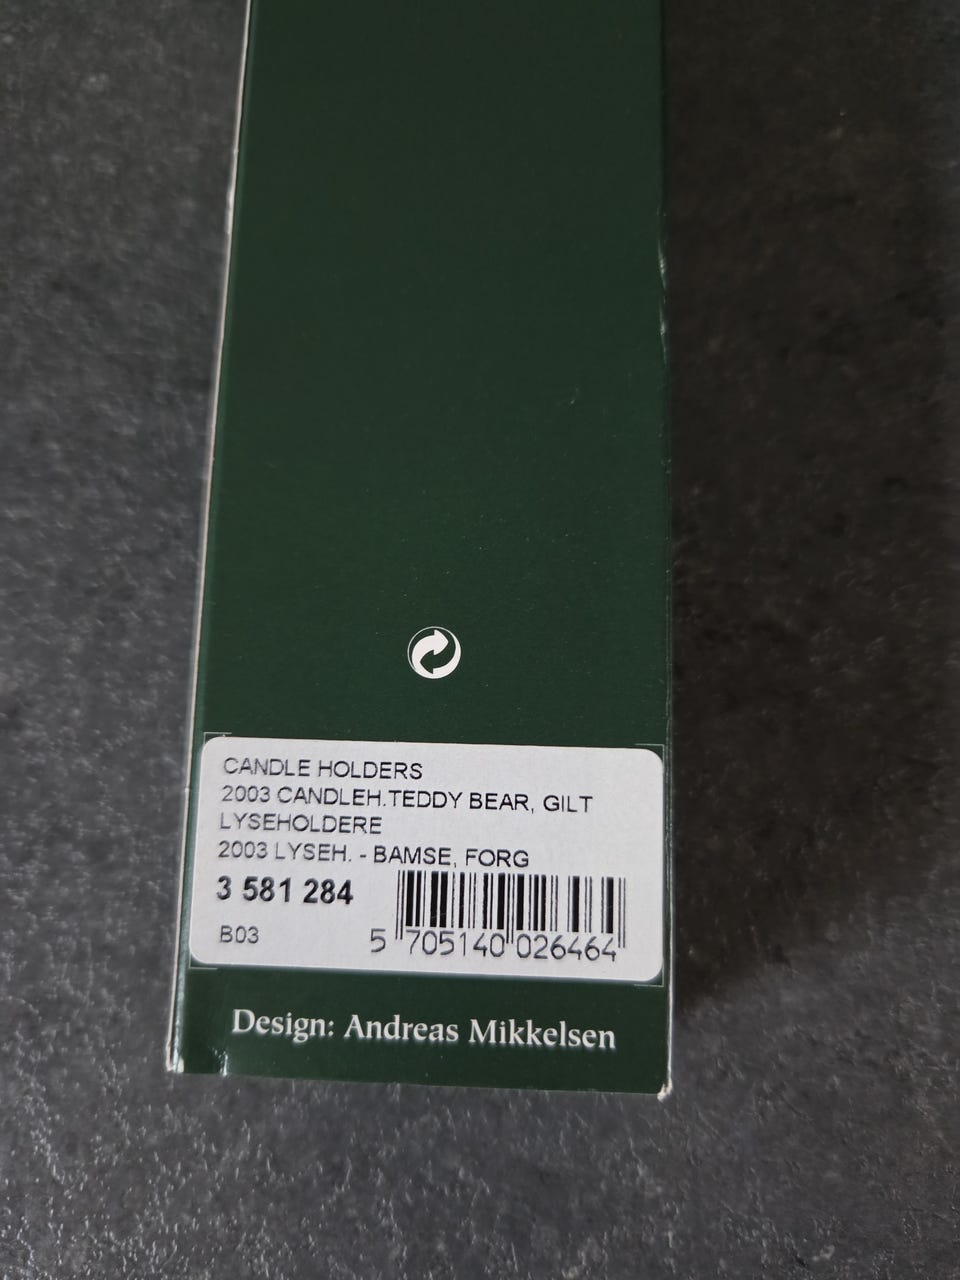 CANDLE HOLDERS
2003 CANDLEH.TEDDY BEAR, GILT
LYSEHOLDERE
2003 LYSEH. - BAMSE, FORG
3 581 284
B03
5 705140 026464
Design: Andreas Mikkelsen